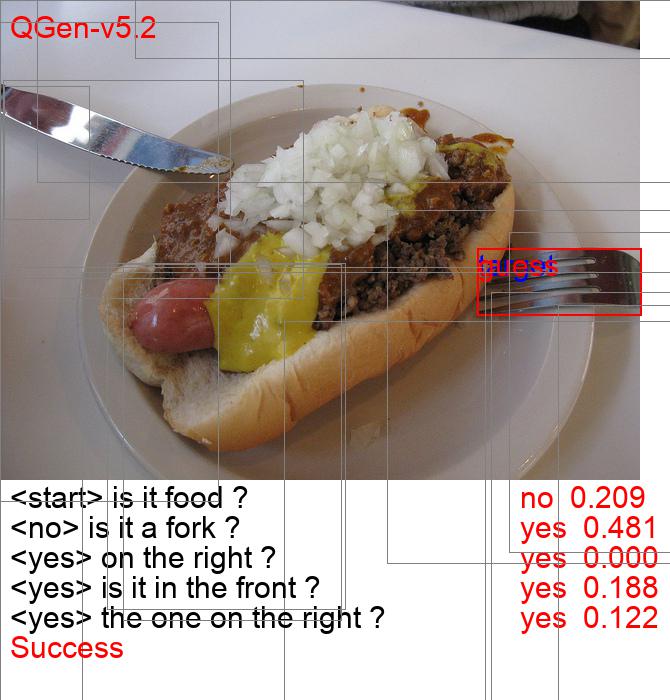 QGen-v5.2
<start> is it food ? no 0.209
<no> is it a fork ? yes 0.481
<yes> on the right ? yes 0.000
<yes> is it in the front ? yes 0.188
<yes> the one on the right ? yes 0.122
Success